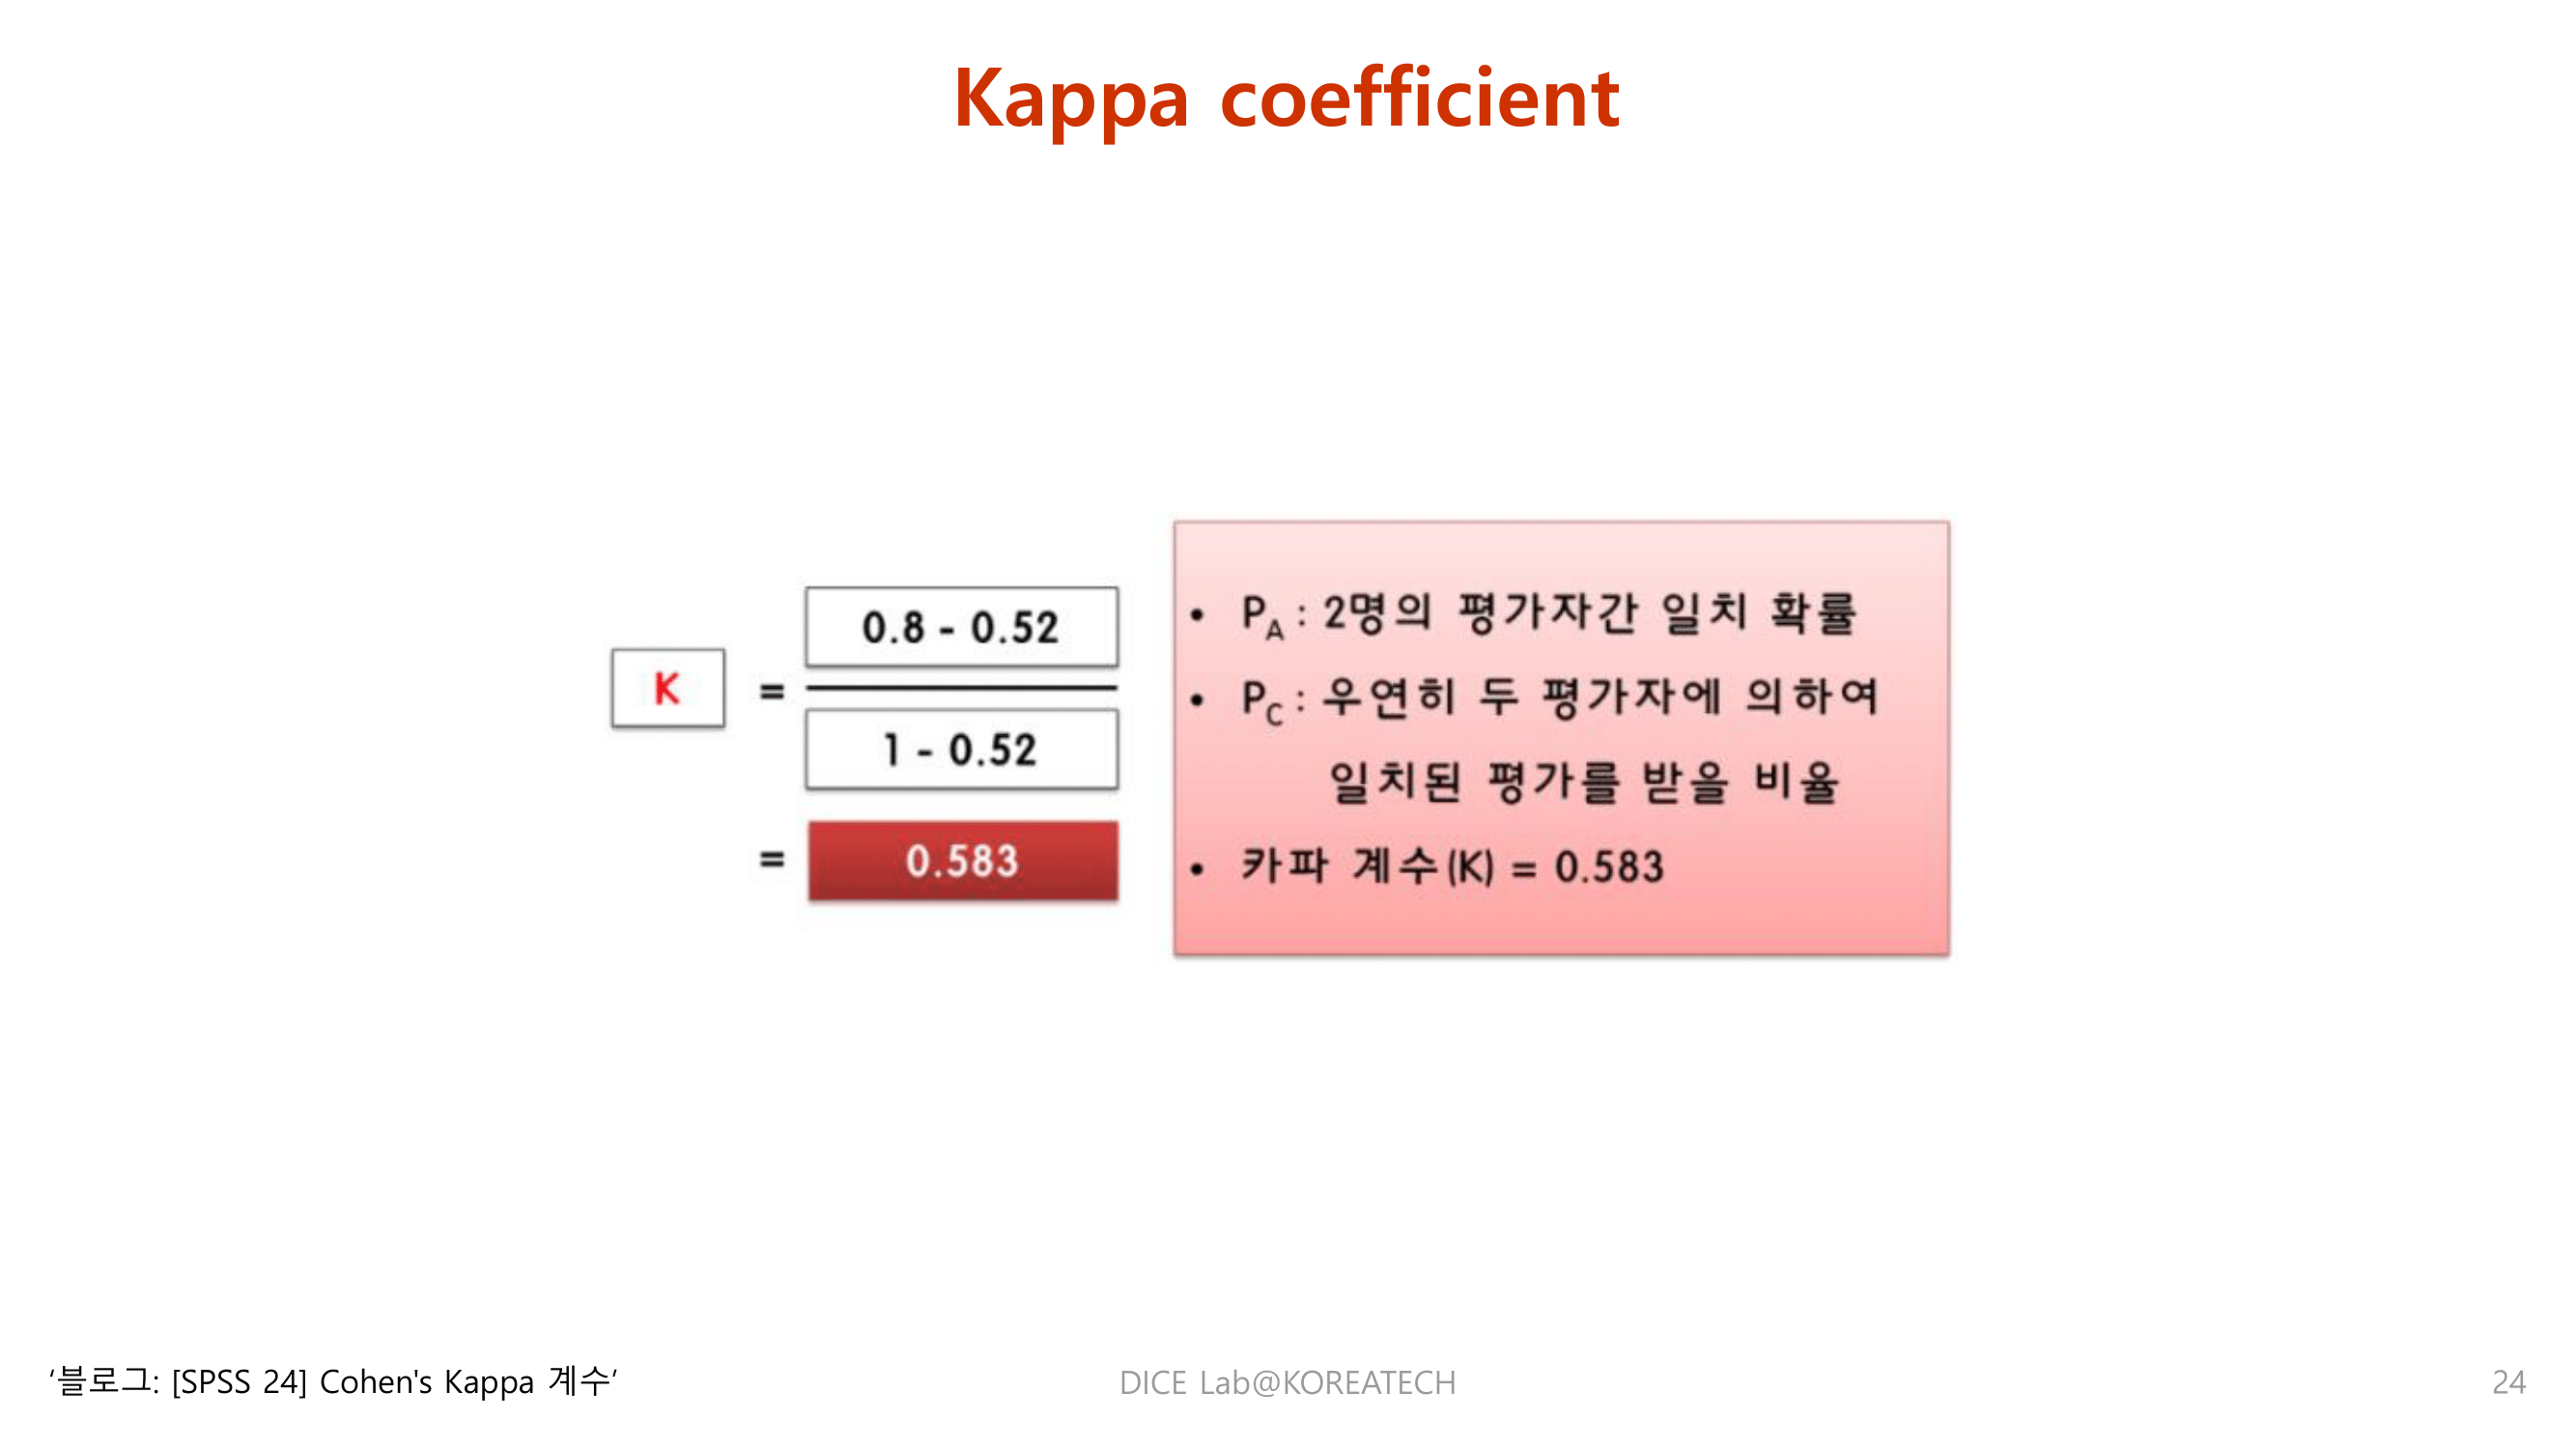 Kappa coefficient
K
=
0.8 - 0.52
1 - 0.52
=
0.583
• PA : 2명의 평가자간 일치 확률
• PC : 우연히 두 평가자에 의하여
일치된 평가를 받을 비율
• 카파 계수(K) = 0.583
‘블로그: [SPSS 24] Cohen's Kappa 계수’
DICE Lab@KOREATECH
24